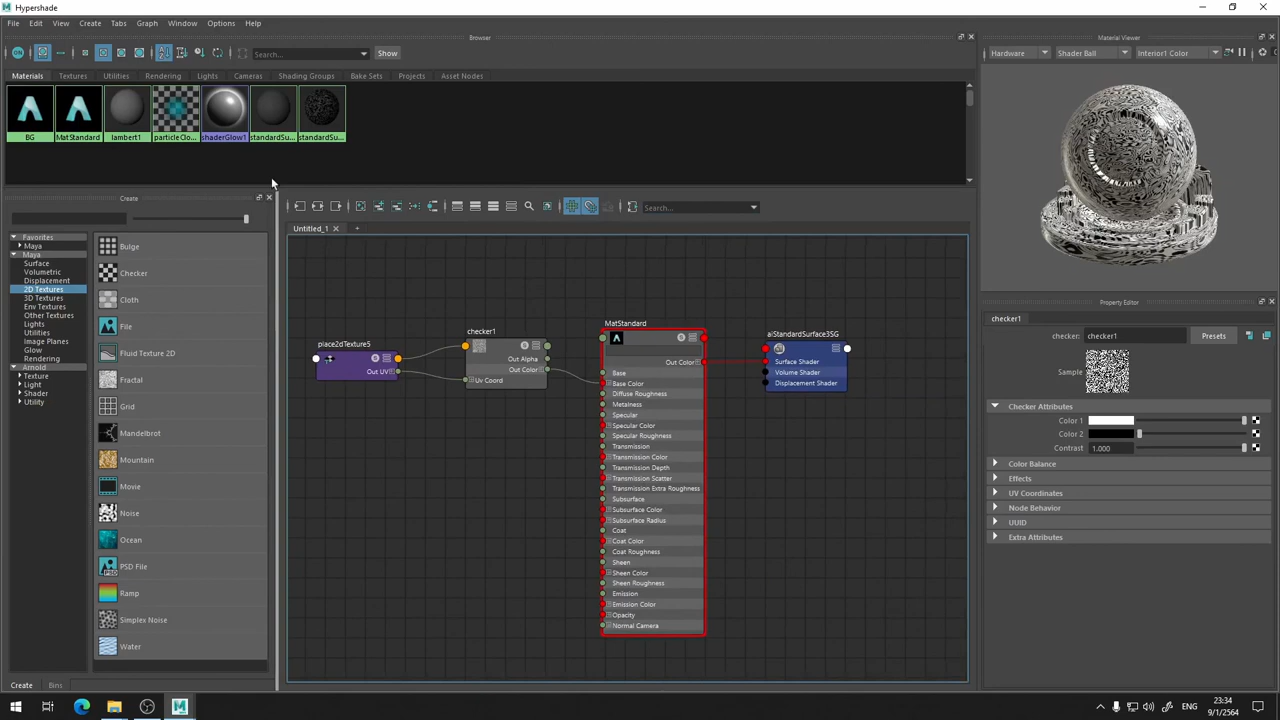 Hypershade
File Edit View Create Tabs Graph Window Options Help
Browser
ON
Search...
Show
Materials Textures Utilities Rendering Lights Cameras Shading Groups Bake Sets Projects Asset Nodes
BG MatStandard lambert1 particleClo... shaderGlow1 standardSu... standardSu...
Material Viewer
Hardware Shader Ball Interior1 Color
Create
Favorites
Maya
Maya
Surface
Volumetric
Displacement
2D Textures
3D Textures
Env Textures
Other Textures
Lights
Utilities
Image Planes
Glow
Rendering
Arnold
Texture
Light
Shader
Utility
Bulge
Checker
Cloth
File
Fluid Texture 2D
Fractal
Grid
Mandelbrot
Mountain
Movie
Noise
Ocean
PSD File
Ramp
Simplex Noise
Water
Create Bins
Search...
Untitled_1 +
place2dTexture5
Out UV
checker1
Out Alpha
Out Color
Uv Coord
MatStandard
Out Color
Base
Base Color
Diffuse Roughness
Metalness
Specular
Specular Color
Specular Roughness
Transmission
Transmission Color
Transmission Depth
Transmission Scatter
Transmission Extra Roughness
Subsurface
Subsurface Color
Subsurface Radius
Coat
Coat Color
Coat Roughness
Sheen
Sheen Color
Sheen Roughness
Emission
Emission Color
Opacity
Normal Camera
aiStandardSurface3SG
Surface Shader
Volume Shader
Displacement Shader
Property Editor
checker1
checker: checker1 Presets
Sample
Checker Attributes
Color 1
Color 2
Contrast 1.000
Color Balance
Effects
UV Coordinates
Node Behavior
UUID
Extra Attributes
ENG
23:34
9/1/2564